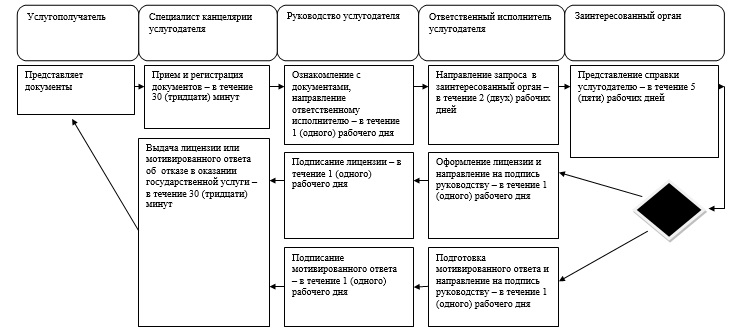 Услугополучатель
Специалист канцелярии
услугодателя
Руководство услугодателя
Ответственный исполнитель
услугодателя
Заинтересованный орган
Представляет
документы
Прием и регистрация
документов – в течение
30 (тридцати) минут
Ознакомление с
документами,
направление
ответственному
исполнителю – в течение
1 (одного) рабочего дня
Направление запроса в
заинтересованный орган –
в течение 2 (двух) рабочих
дней
Представление справки
услугодателю – в течение 5
(пяти) рабочих дней
Выдача лицензии или
мотивированного ответа
об отказе в оказании
государственной услуги –
в течение 30 (тридцати)
минут
Подписание лицензии – в
течение 1 (одного)
рабочего дня
Оформление лицензии и
направление на подпись
руководству – в течение 1
(одного) рабочего дня
Подписание
мотивированного ответа
– в течение 1 (одного)
рабочего дня
Подготовка
мотивированного ответа и
направление на подпись
руководству – в течение 1
(одного) рабочего дня